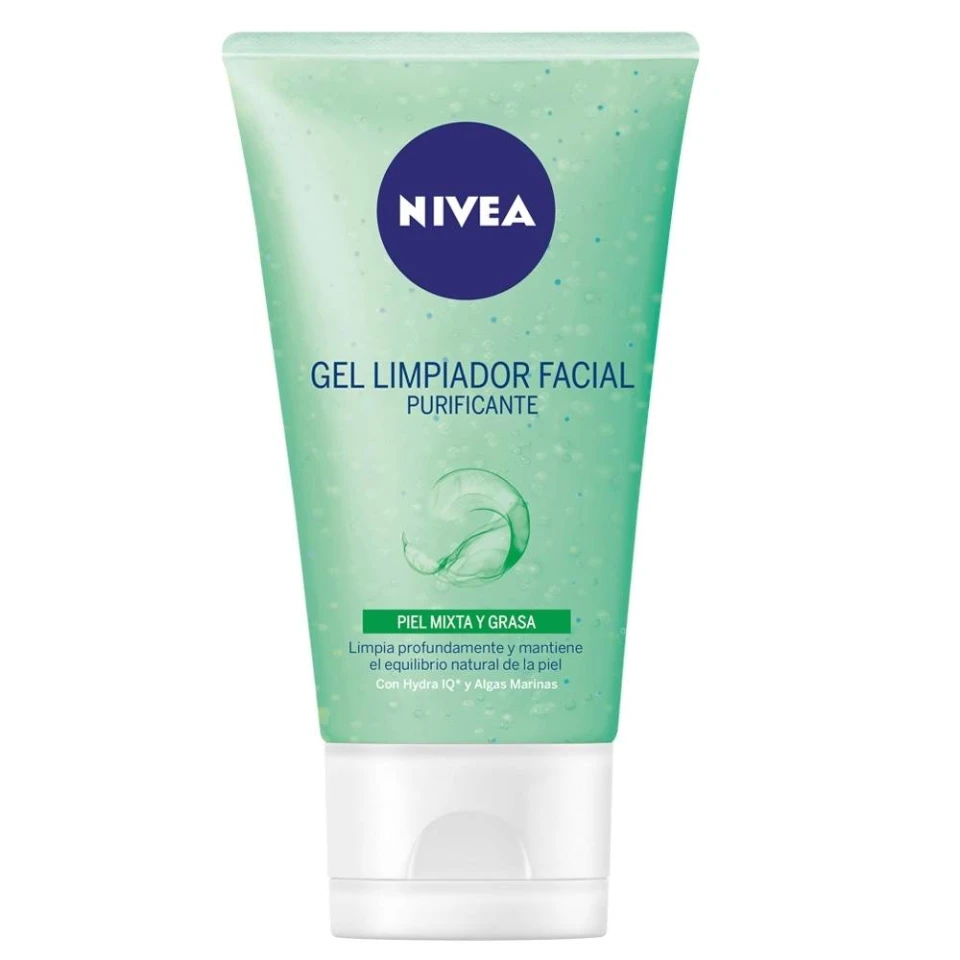 NIVEA
GEL LIMPIADOR FACIAL
PURIFICANTE
PIEL MIXTA Y GRASA
Limpia profundamente y mantiene
el equilibrio natural de la piel
Con Hydra IQ* y Algas Marinas